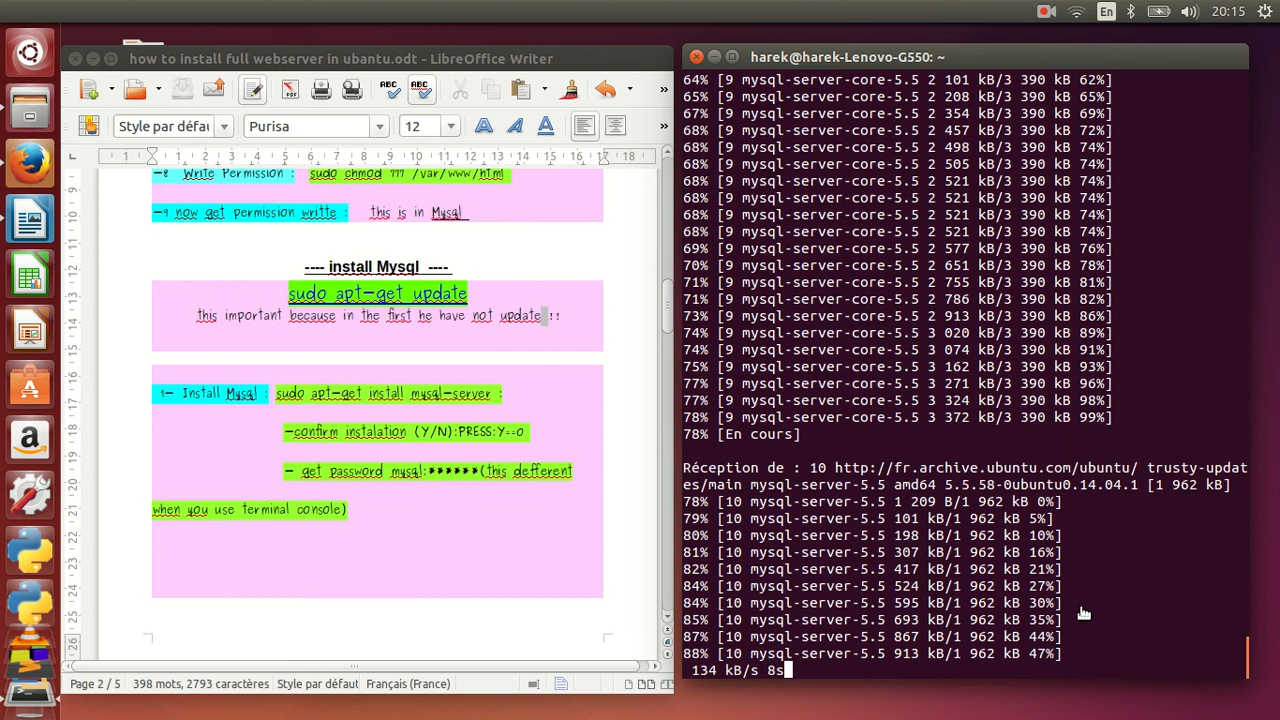 En 20:15
how to install full webserver in ubantu.odt - LibreOffice Writer
Style par défau Purisa 12
1 1 2 3 4 5 6 7 8 9 10 11 12 13 14 15 16 17 18
-8 Write Permission : sudo chmod 777 /var/www/html
-9 now get permission writte : this is in Mysql
---- install Mysql ----
sudo apt-get update
this important because in the first he have not update !!
1- Install Mysql : sudo apt-get install mysql-server :
-confirm instalation (Y/N):PRESS:Y==O
- get password mysql:******(this defferent
when you use terminal console)
Page 2 / 5 398 mots, 2793 caractères Style par défaut Français (France)
harek@harek-Lenovo-G550: ~
64% [9 mysql-server-core-5.5 2 101 kB/3 390 kB 62%]
65% [9 mysql-server-core-5.5 2 208 kB/3 390 kB 65%]
67% [9 mysql-server-core-5.5 2 354 kB/3 390 kB 69%]
68% [9 mysql-server-core-5.5 2 457 kB/3 390 kB 72%]
68% [9 mysql-server-core-5.5 2 498 kB/3 390 kB 74%]
68% [9 mysql-server-core-5.5 2 505 kB/3 390 kB 74%]
68% [9 mysql-server-core-5.5 2 521 kB/3 390 kB 74%]
68% [9 mysql-server-core-5.5 2 521 kB/3 390 kB 74%]
68% [9 mysql-server-core-5.5 2 521 kB/3 390 kB 74%]
68% [9 mysql-server-core-5.5 2 521 kB/3 390 kB 74%]
69% [9 mysql-server-core-5.5 2 577 kB/3 390 kB 76%]
70% [9 mysql-server-core-5.5 2 651 kB/3 390 kB 78%]
71% [9 mysql-server-core-5.5 2 755 kB/3 390 kB 81%]
71% [9 mysql-server-core-5.5 2 786 kB/3 390 kB 82%]
73% [9 mysql-server-core-5.5 2 923 kB/3 390 kB 86%]
74% [9 mysql-server-core-5.5 3 020 kB/3 390 kB 89%]
74% [9 mysql-server-core-5.5 3 074 kB/3 390 kB 91%]
75% [9 mysql-server-core-5.5 3 162 kB/3 390 kB 93%]
77% [9 mysql-server-core-5.5 3 271 kB/3 390 kB 96%]
77% [9 mysql-server-core-5.5 3 324 kB/3 390 kB 98%]
78% [9 mysql-server-core-5.5 3 372 kB/3 390 kB 99%]
78% [En cours]
Réception de : 10 http://fr.archive.ubuntu.com/ubuntu/ trusty-updat
es/main mysql-server-5.5 amd64 5.5.58-0ubuntu0.14.04.1 [1 962 kB]
78% [10 mysql-server-5.5 1 209 B/1 962 kB 0%]
79% [10 mysql-server-5.5 101 kB/1 962 kB 5%]
80% [10 mysql-server-5.5 198 kB/1 962 kB 10%]
81% [10 mysql-server-5.5 307 kB/1 962 kB 16%]
82% [10 mysql-server-5.5 417 kB/1 962 kB 21%]
84% [10 mysql-server-5.5 524 kB/1 962 kB 27%]
84% [10 mysql-server-5.5 595 kB/1 962 kB 30%]
85% [10 mysql-server-5.5 691 kB/1 962 kB 35%]
87% [10 mysql-server-5.5 867 kB/1 962 kB 44%]
88% [10 mysql-server-5.5 913 kB/1 962 kB 47%]
134 kB/s 8s